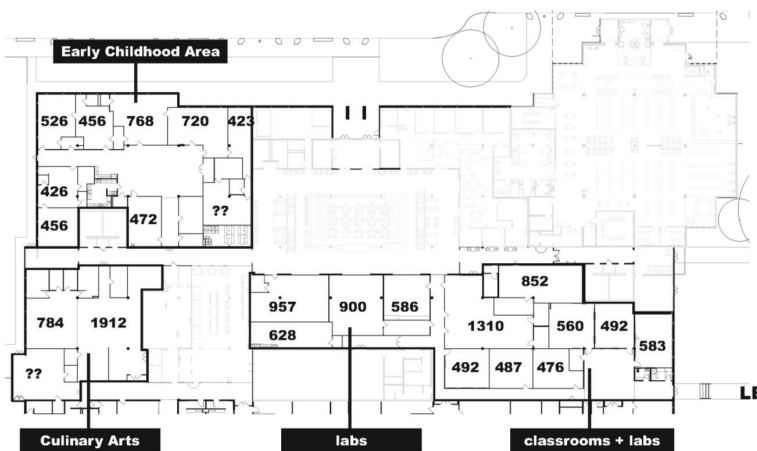 Early Childhood Area
526 456 768 720 423
426
456 472 ??
852
957 900 586
784 1912 1310 560 492
628 583
?? 492 487 476
LE
Culinary Arts labs classrooms + labs